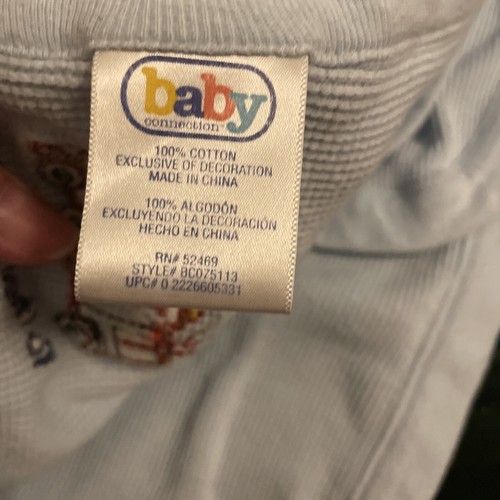 baby
connection
100% COTTON
EXCLUSIVE OF DECORATION
MADE IN CHINA
100% ALGODÓN
EXCLUYENDO LA DECORACIÓN
HECHO EN CHINA
RN# 52469
STYLE# BC075113
UPC# 0 2226605331